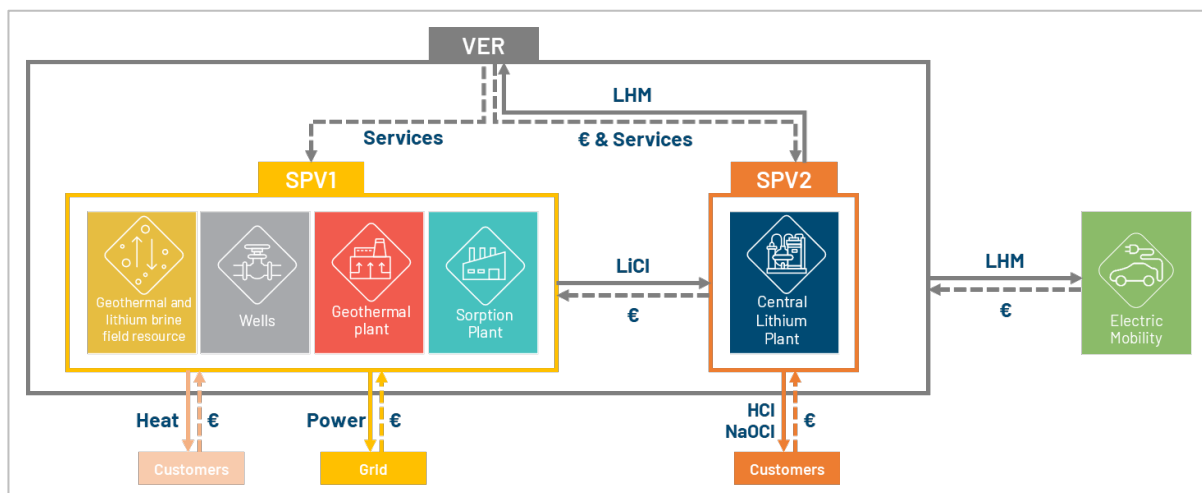 VER
LHM
Services
€ & Services
SPV1
SPV2
Geothermal and
lithium brine
field resource
Wells
Geothermal
plant
Sorption
Plant
LiCl
€
Central
Lithium
Plant
LHM
€
Electric
Mobility
Heat
€
Power
€
HCl
NaOCl
€
Customers
Grid
Customers